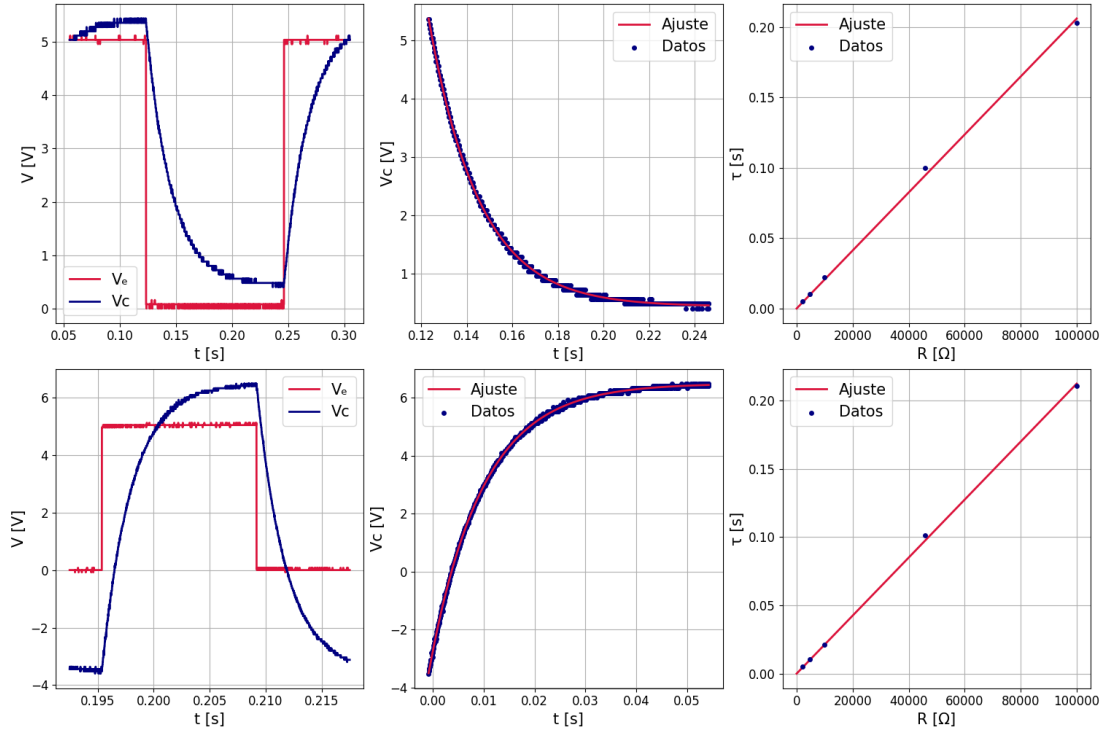 V [V]
5
4
3
2
1
0
Vₑ
Vc
0.05 0.10 0.15 0.20 0.25 0.30
t [s]
Vc [V]
5
4
3
2
1
Ajuste
Datos
0.12 0.14 0.16 0.18 0.20 0.22 0.24
t [s]
τ [s]
0.20
0.15
0.10
0.05
0.00
Ajuste
Datos
0 20000 40000 60000 80000 100000
R [Ω]
V [V]
6
4
2
0
−2
−4
Vₑ
Vc
0.195 0.200 0.205 0.210 0.215
t [s]
Vc [V]
6
4
2
0
−2
−4
Ajuste
Datos
0.00 0.01 0.02 0.03 0.04 0.05
t [s]
τ [s]
0.20
0.15
0.10
0.05
0.00
Ajuste
Datos
0 20000 40000 60000 80000 100000
R [Ω]